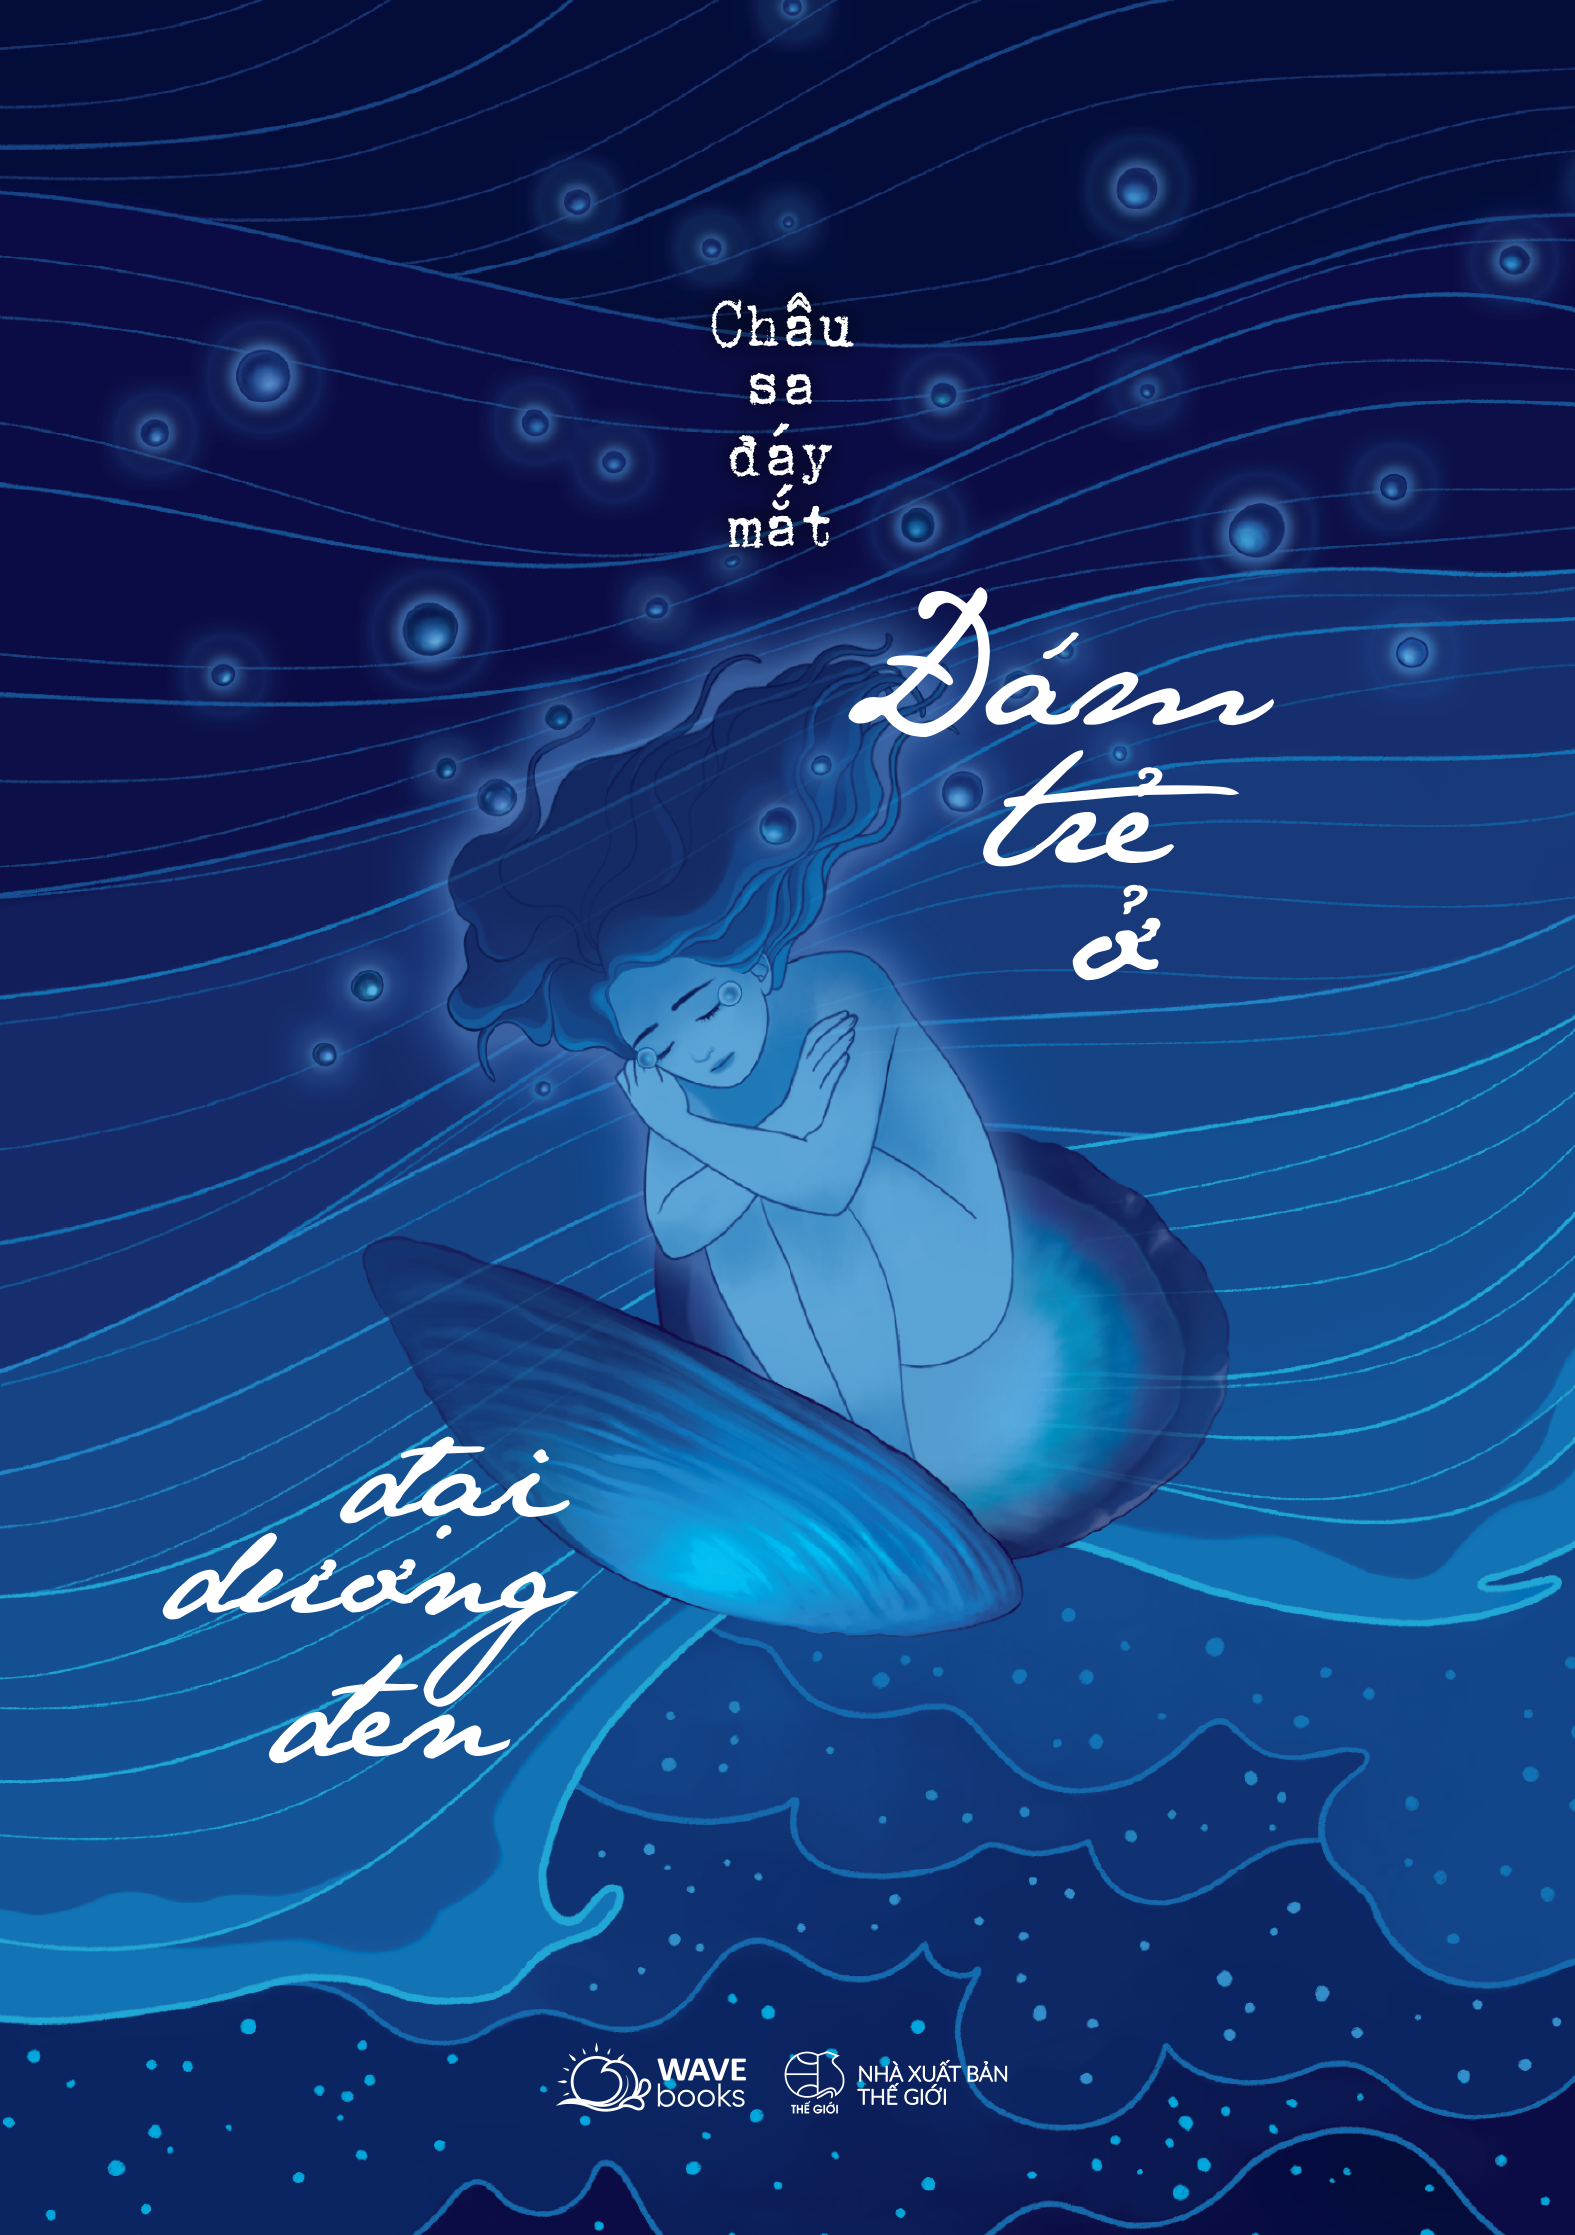 Châu
sa
đáy
mắt
Đám
trẻ
ở
đại
dương
đen
WAVE
books
THẾ GIỚI
NHÀ XUẤT BẢN
THẾ GIỚI